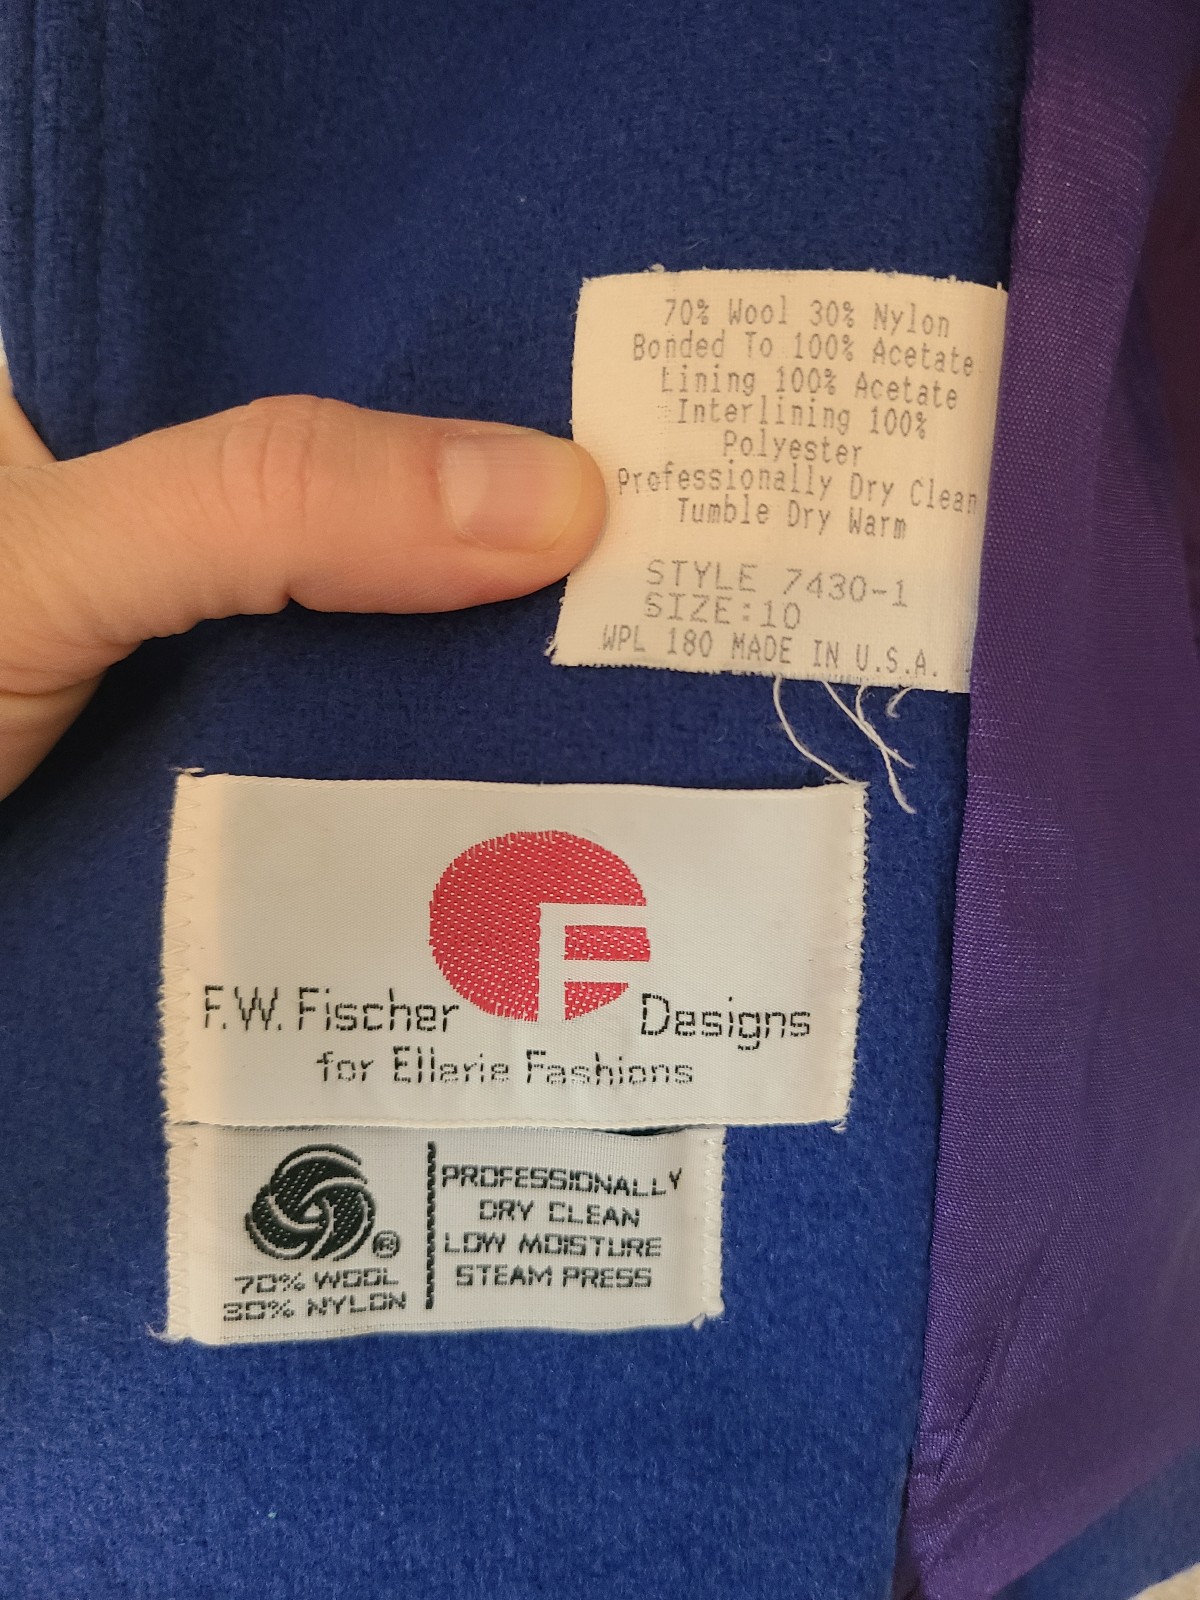 70% Wool 30% Nylon
Bonded To 100% Acetate
Lining 100% Acetate
Interlining 100%
Polyester
Professionally Dry Clean
Tumble Dry Warm
STYLE 7430-1
SIZE:10
WPL 180 MADE IN U.S.A.
F
F.W. Fischer Designs
for Ellerie Fashions
®
70% WOOL
30% NYLON
PROFESSIONALLY
DRY CLEAN
LOW MOISTURE
STEAM PRESS